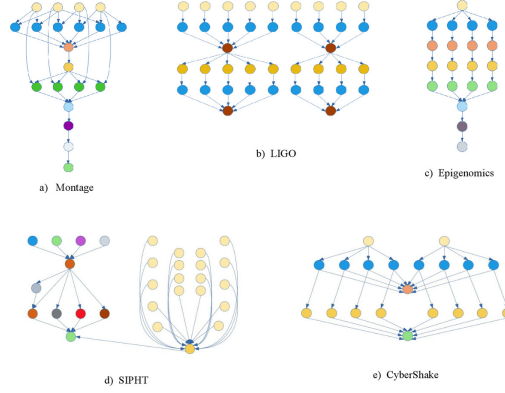 a) Montage
b) LIGO
c) Epigenomics
d) SIPHT
e) CyberShake